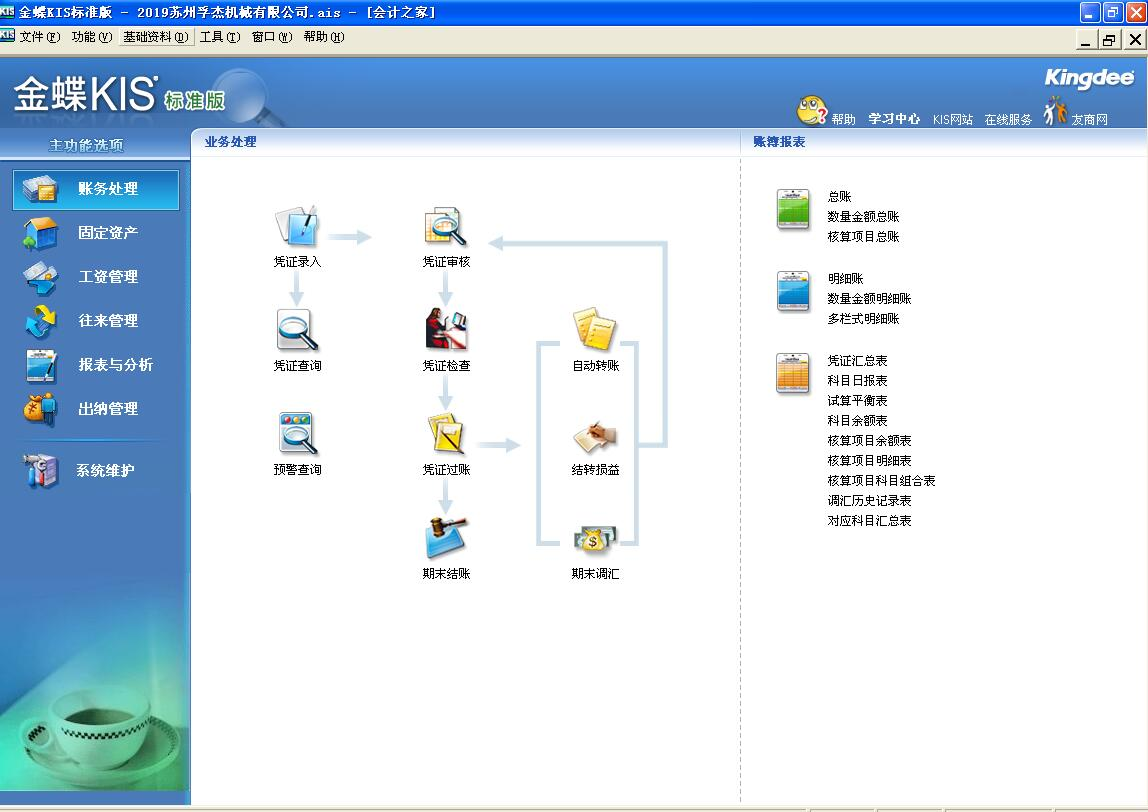 金蝶KIS标准版 - 2019苏州孚杰机械有限公司.ais - [会计之家]
文件(F) 功能(V) 基础资料(D) 工具(T) 窗口(W) 帮助(H)
金蝶KIS 标准版
Kingdee
帮助 学习中心 KIS网站 在线服务 友商网
主功能选项
账务处理
固定资产
工资管理
往来管理
报表与分析
出纳管理
系统维护
业务处理
凭证录入
凭证审核
凭证查询
凭证检查
自动转账
预警查询
凭证过账
结转损益
期末结账
期末调汇
账簿报表
总账
数量金额总账
核算项目总账
明细账
数量金额明细账
多栏式明细账
凭证汇总表
科目日报表
试算平衡表
科目余额表
核算项目余额表
核算项目明细表
核算项目科目组合表
调汇历史记录表
对应科目汇总表